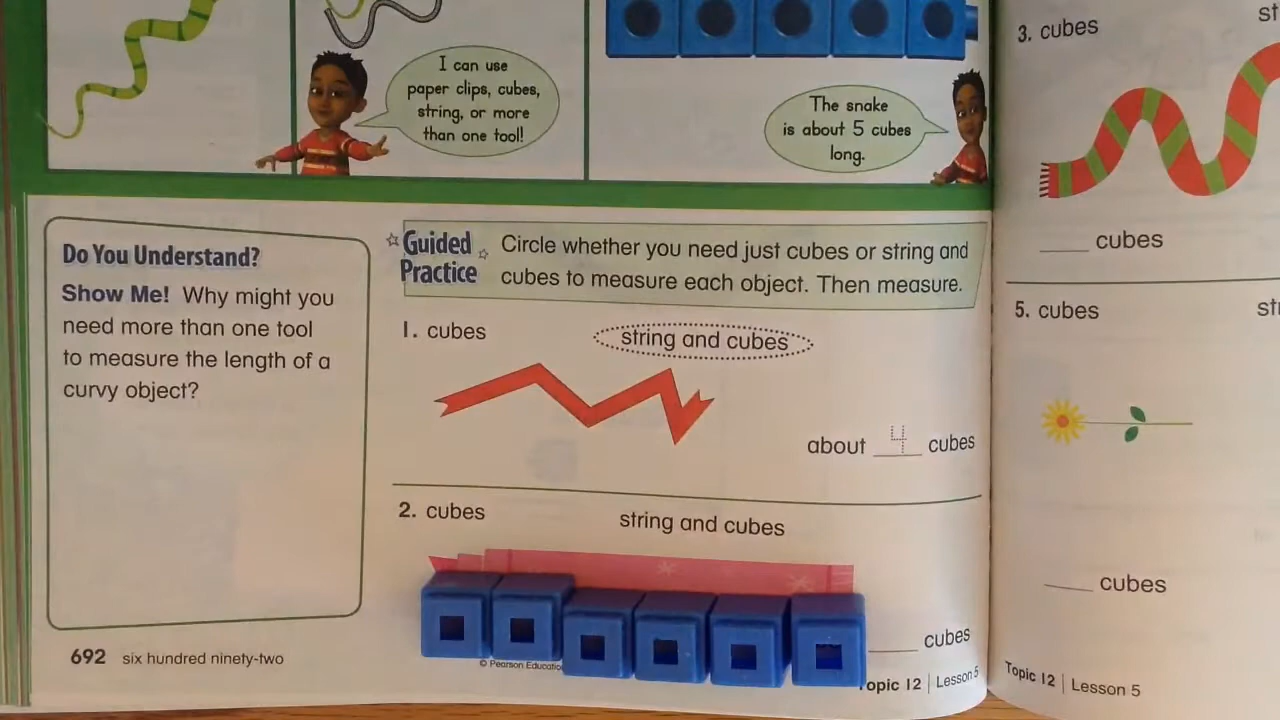 I can use
paper clips, cubes,
string, or more
than one tool!
The snake
is about 5 cubes
long.
Do You Understand?
Show Me! Why might you
need more than one tool
to measure the length of a
curvy object?
Guided
Practice
Circle whether you need just cubes or string and
cubes to measure each object. Then measure.
1. cubes
string and cubes
about 4 cubes
2. cubes
string and cubes
___ cubes
692 six hundred ninety-two
© Pearson
Topic 12 | Lesson 5
3. cubes
___ cubes
5. cubes
___ cubes
Topic 12 | Lesson 5